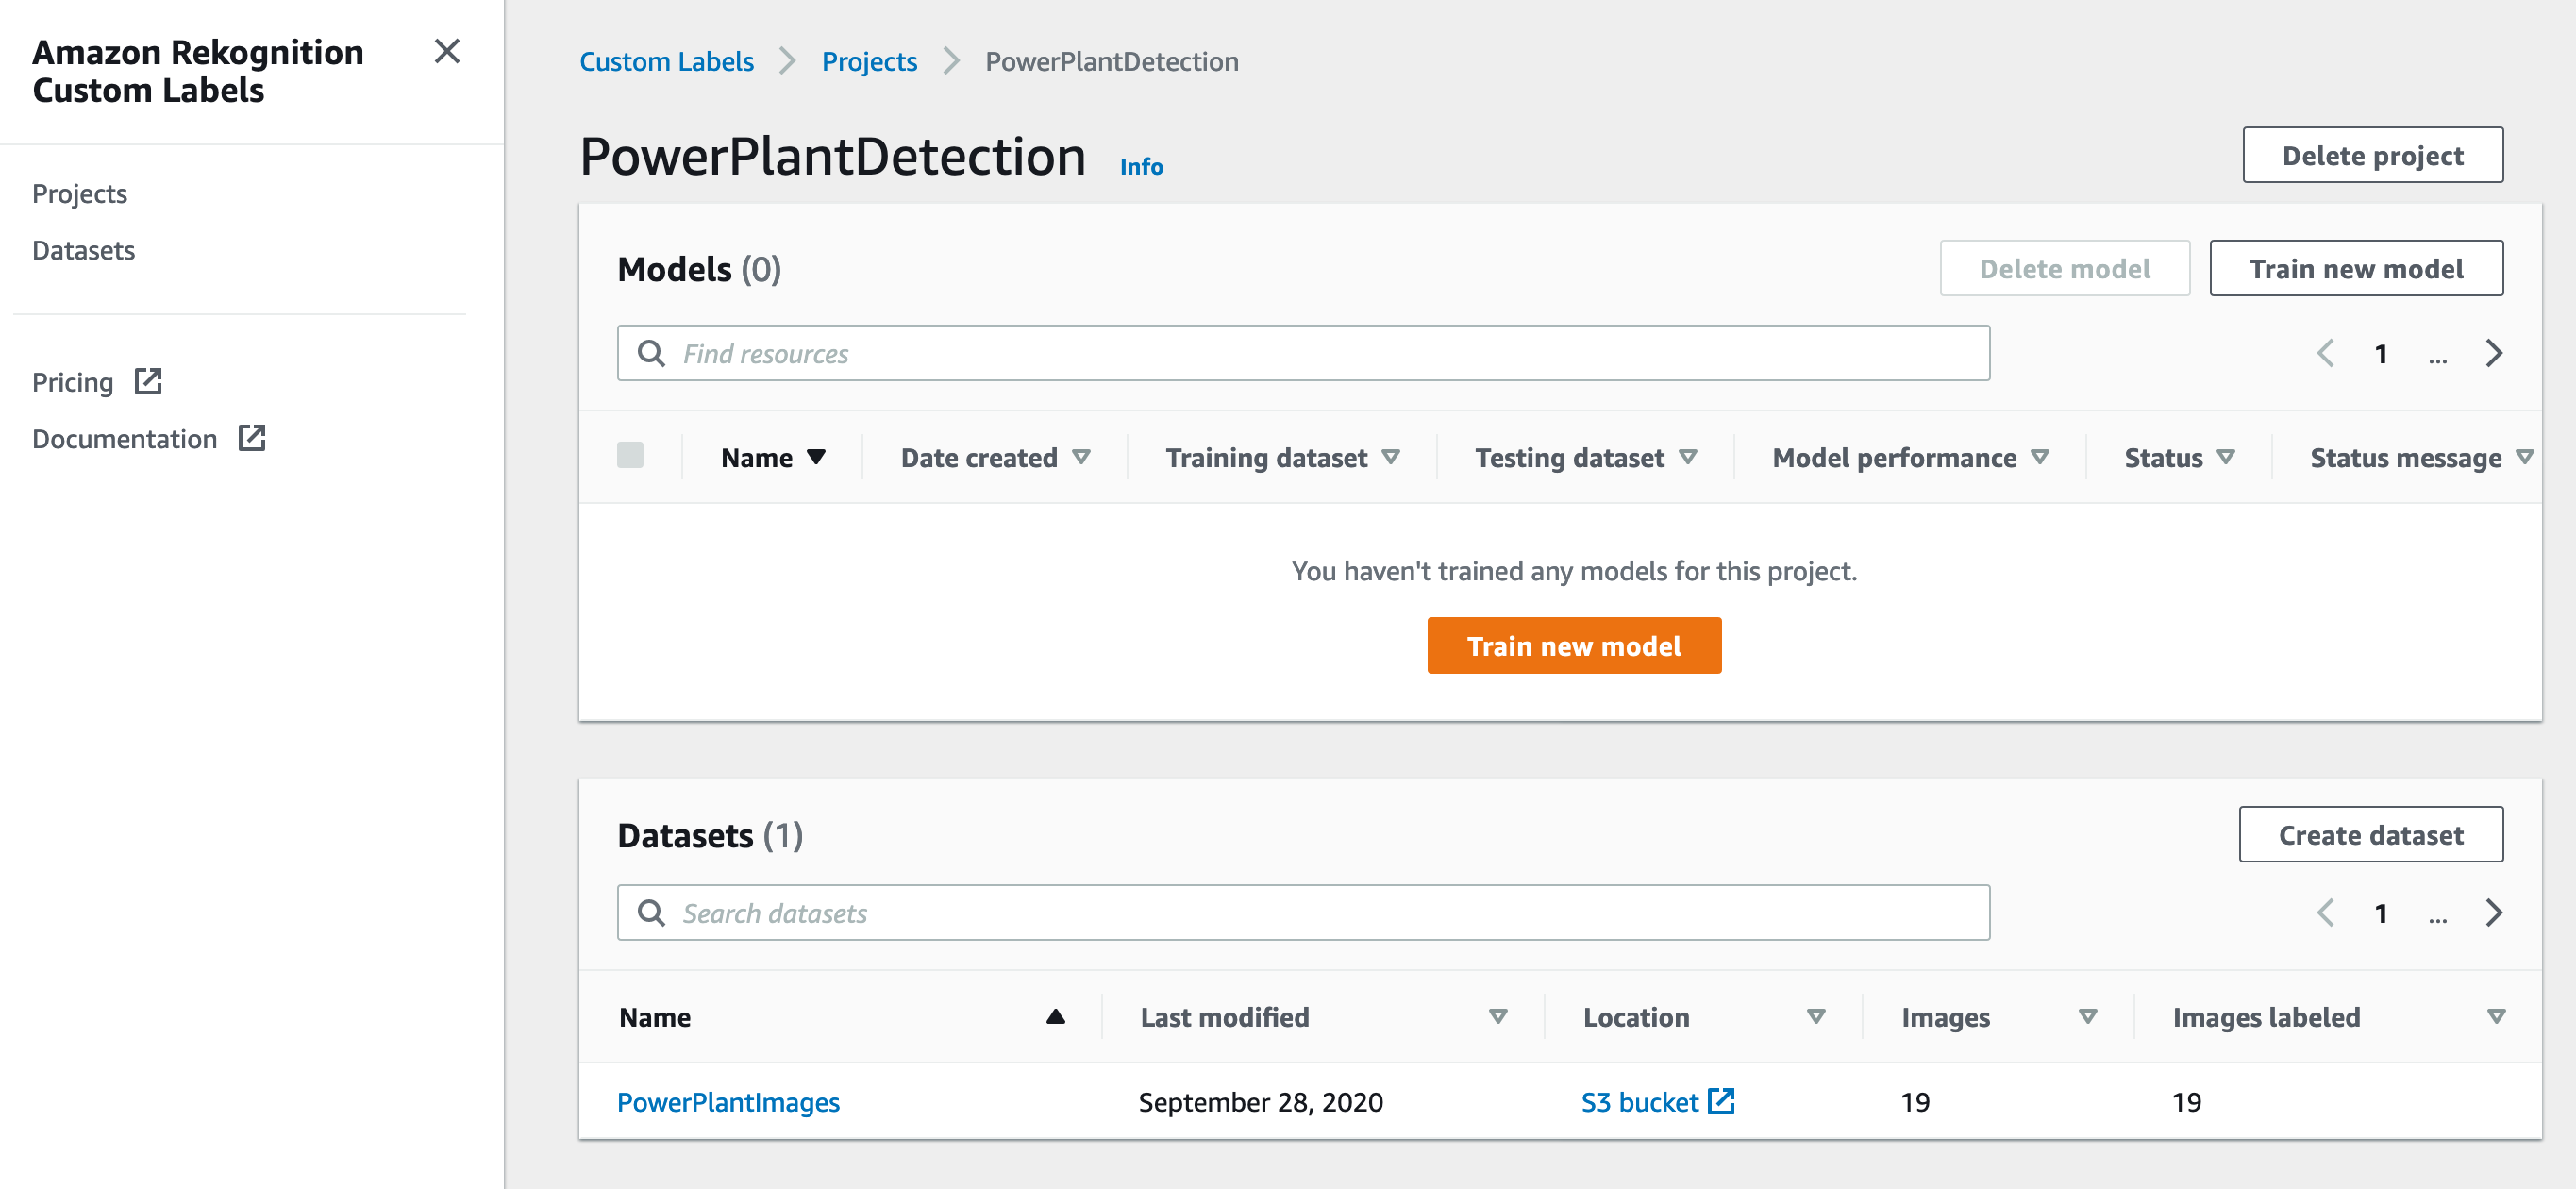 Amazon Rekognition
Custom Labels
Projects
Datasets
Pricing
Documentation
Custom Labels > Projects > PowerPlantDetection
PowerPlantDetection Info
Delete project
Models (0)
Delete model
Train new model
Find resources
1 ...
Name Date created Training dataset Testing dataset Model performance Status Status message
You haven't trained any models for this project.
Train new model
Datasets (1)
Create dataset
Search datasets
1 ...
Name Last modified Location Images Images labeled
PowerPlantImages September 28, 2020 S3 bucket 19 19